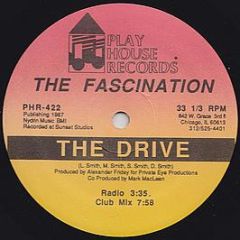 PLAY
HOUSE
RECORDS
THE FASCINATION
PHR-422
Publishing 1987
Nydrin Music BMI
Recorded at Sunset Studios
33 1/3 RPM
642 W. Grace 3rd fl
Chicago, IL 60613
312/525-4401
THE DRIVE
(L. Smith, M. Smith, S. Smith, D. Smith)
Produced by Alexander Friday for Private Eye Productions
Co Produced by Mark MacLean
Radio 3:35.
Club Mix 7:58